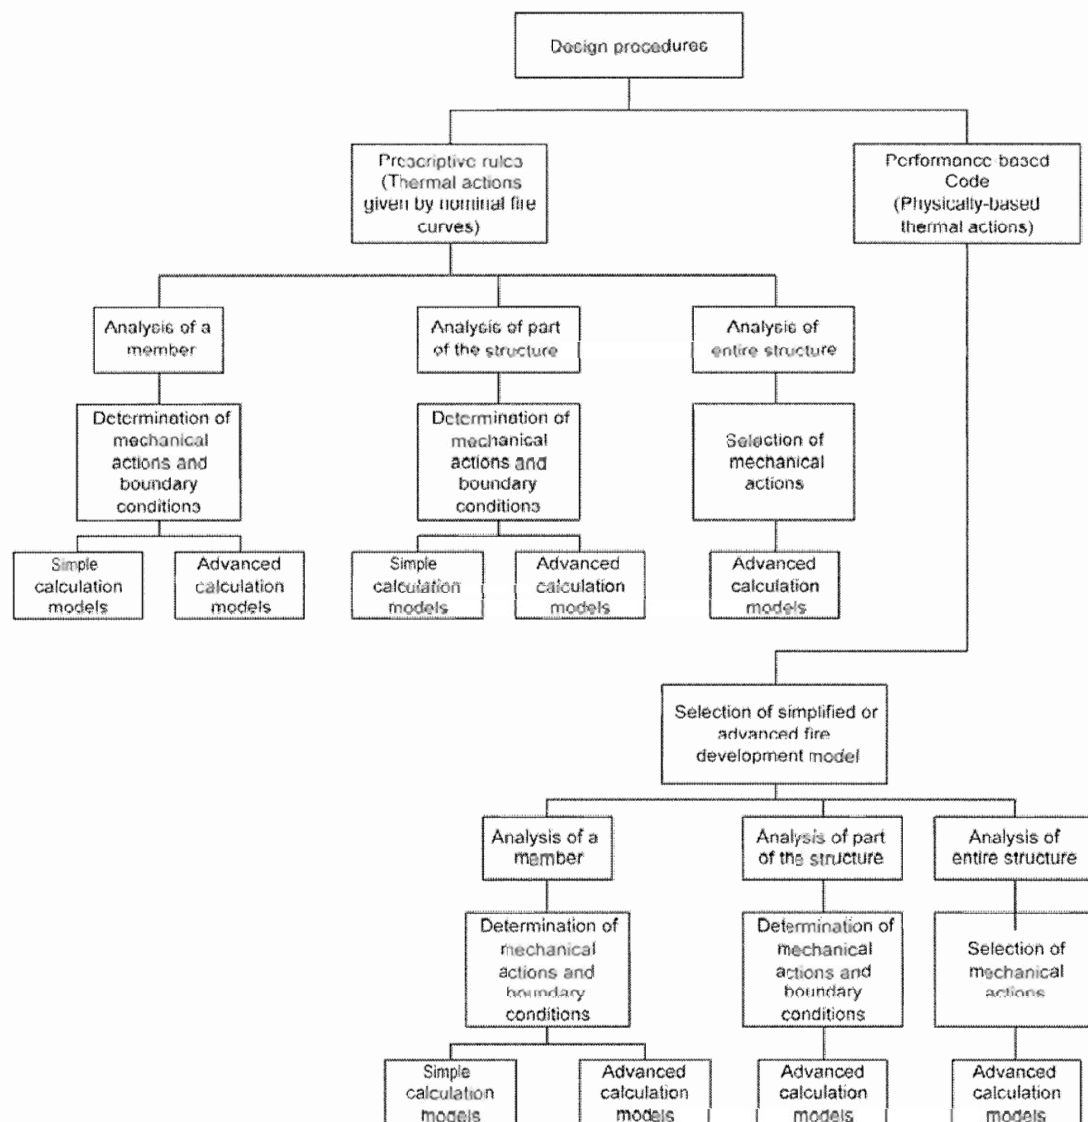 Design procedures
Prescriptive rules
(Thermal actions
given by nominal fire
curves)
Performance-based
Code
(Physically-based
thermal actions)
Analysis of a
member
Analysis of part
of the structure
Analysis of
entire structure
Determination of
mechanical
actions and
boundary
conditions
Determination of
mechanical
actions and
boundary
conditions
Selection of
mechanical
actions
Simple
calculation
models
Advanced
calculation
models
Simple
calculation
models
Advanced
calculation
models
Advanced
calculation
models
Selection of simplified or
advanced fire
development model
Analysis of a
member
Analysis of part
of the structure
Analysis of
entire structure
Determination of
mechanical
actions and
boundary
conditions
Determination of
mechanical
actions and
boundary
conditions
Selection of
mechanical
actions
Simple
calculation
models
Advanced
calculation
models
Advanced
calculation
models
Advanced
calculation
models